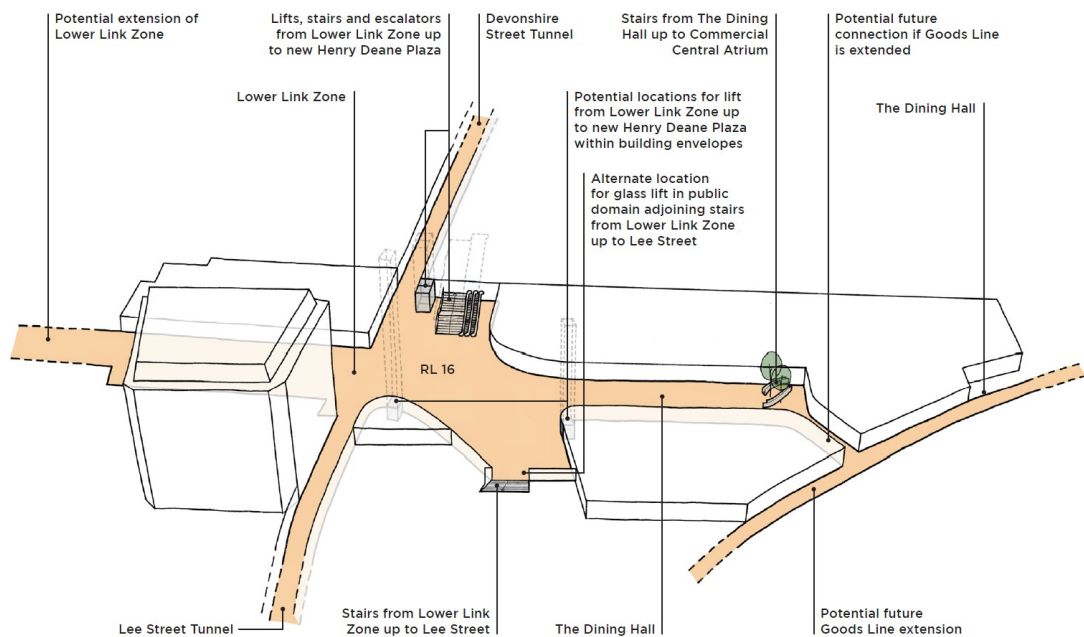 Potential extension of
Lower Link Zone
Lifts, stairs and escalators
from Lower Link Zone up
to new Henry Deane Plaza
Devonshire
Street Tunnel
Stairs from The Dining
Hall up to Commercial
Central Atrium
Potential future
connection if Goods Line
is extended
Lower Link Zone
Potential locations for lift
from Lower Link Zone up
to new Henry Deane Plaza
within building envelopes
The Dining Hall
Alternate location
for glass lift in public
domain adjoining stairs
from Lower Link Zone
up to Lee Street
RL 16
Lee Street Tunnel
Stairs from Lower Link
Zone up to Lee Street
The Dining Hall
Potential future
Goods Line extension